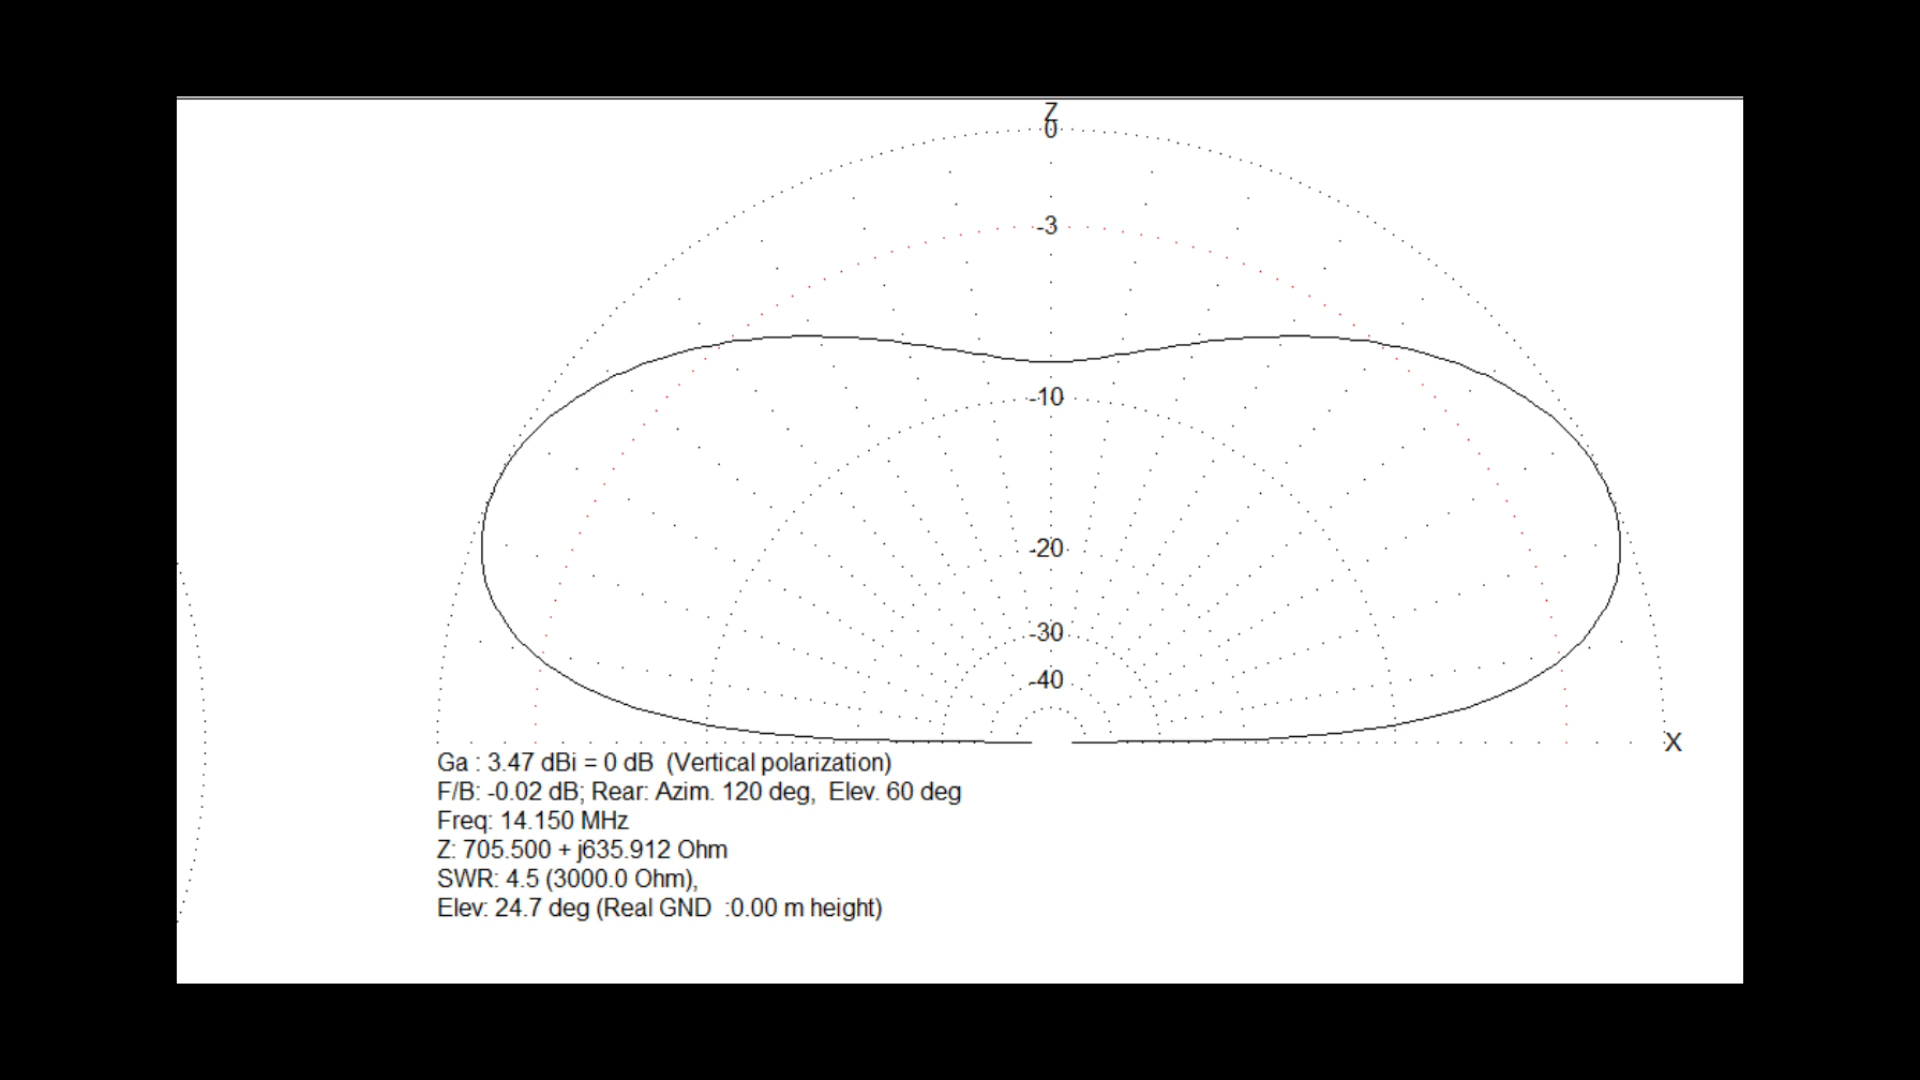 Z
0
-3
-10
-20
-30
-40
X
Ga : 3.47 dBi = 0 dB (Vertical polarization)
F/B: -0.02 dB; Rear: Azim. 120 deg, Elev. 60 deg
Freq: 14.150 MHz
Z: 705.500 + j635.912 Ohm
SWR: 4.5 (3000.0 Ohm),
Elev: 24.7 deg (Real GND :0.00 m height)